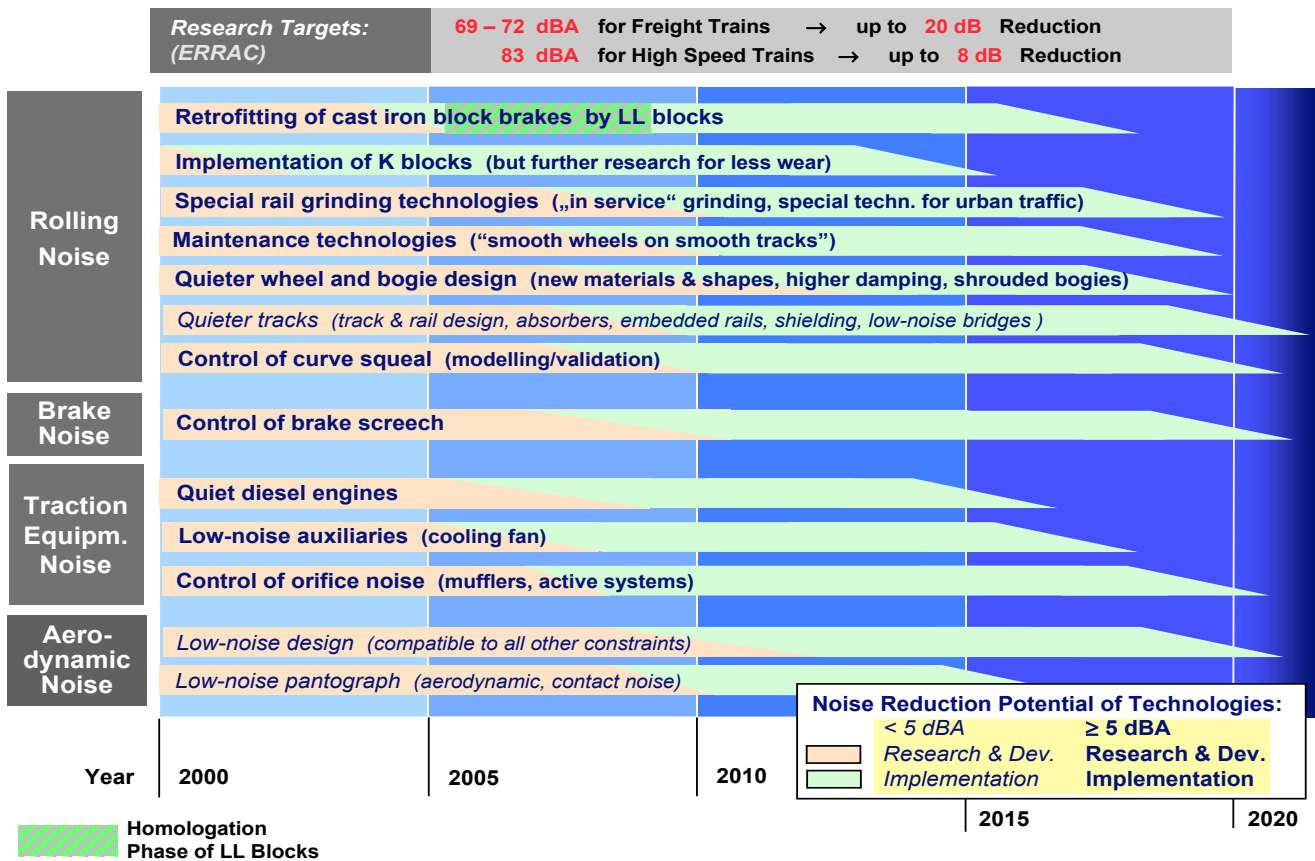 Research Targets:
(ERRAC)
69 – 72 dBA for Freight Trains → up to 20 dB Reduction
83 dBA for High Speed Trains → up to 8 dB Reduction
Rolling
Noise
Retrofitting of cast iron block brakes by LL blocks
Implementation of K blocks (but further research for less wear)
Special rail grinding technologies („in service“ grinding, special techn. for urban traffic)
Maintenance technologies (“smooth wheels on smooth tracks”)
Quieter wheel and bogie design (new materials & shapes, higher damping, shrouded bogies)
Quieter tracks (track & rail design, absorbers, embedded rails, shielding, low-noise bridges )
Control of curve squeal (modelling/validation)
Brake
Noise
Control of brake screech
Traction
Equipm.
Noise
Quiet diesel engines
Low-noise auxiliaries (cooling fan)
Control of orifice noise (mufflers, active systems)
Aero-
dynamic
Noise
Low-noise design (compatible to all other constraints)
Low-noise pantograph (aerodynamic, contact noise)
Noise Reduction Potential of Technologies:
< 5 dBA ≥ 5 dBA
Research & Dev. Research & Dev.
Implementation Implementation
Year 2000 2005 2010
2015 2020
Homologation
Phase of LL Blocks